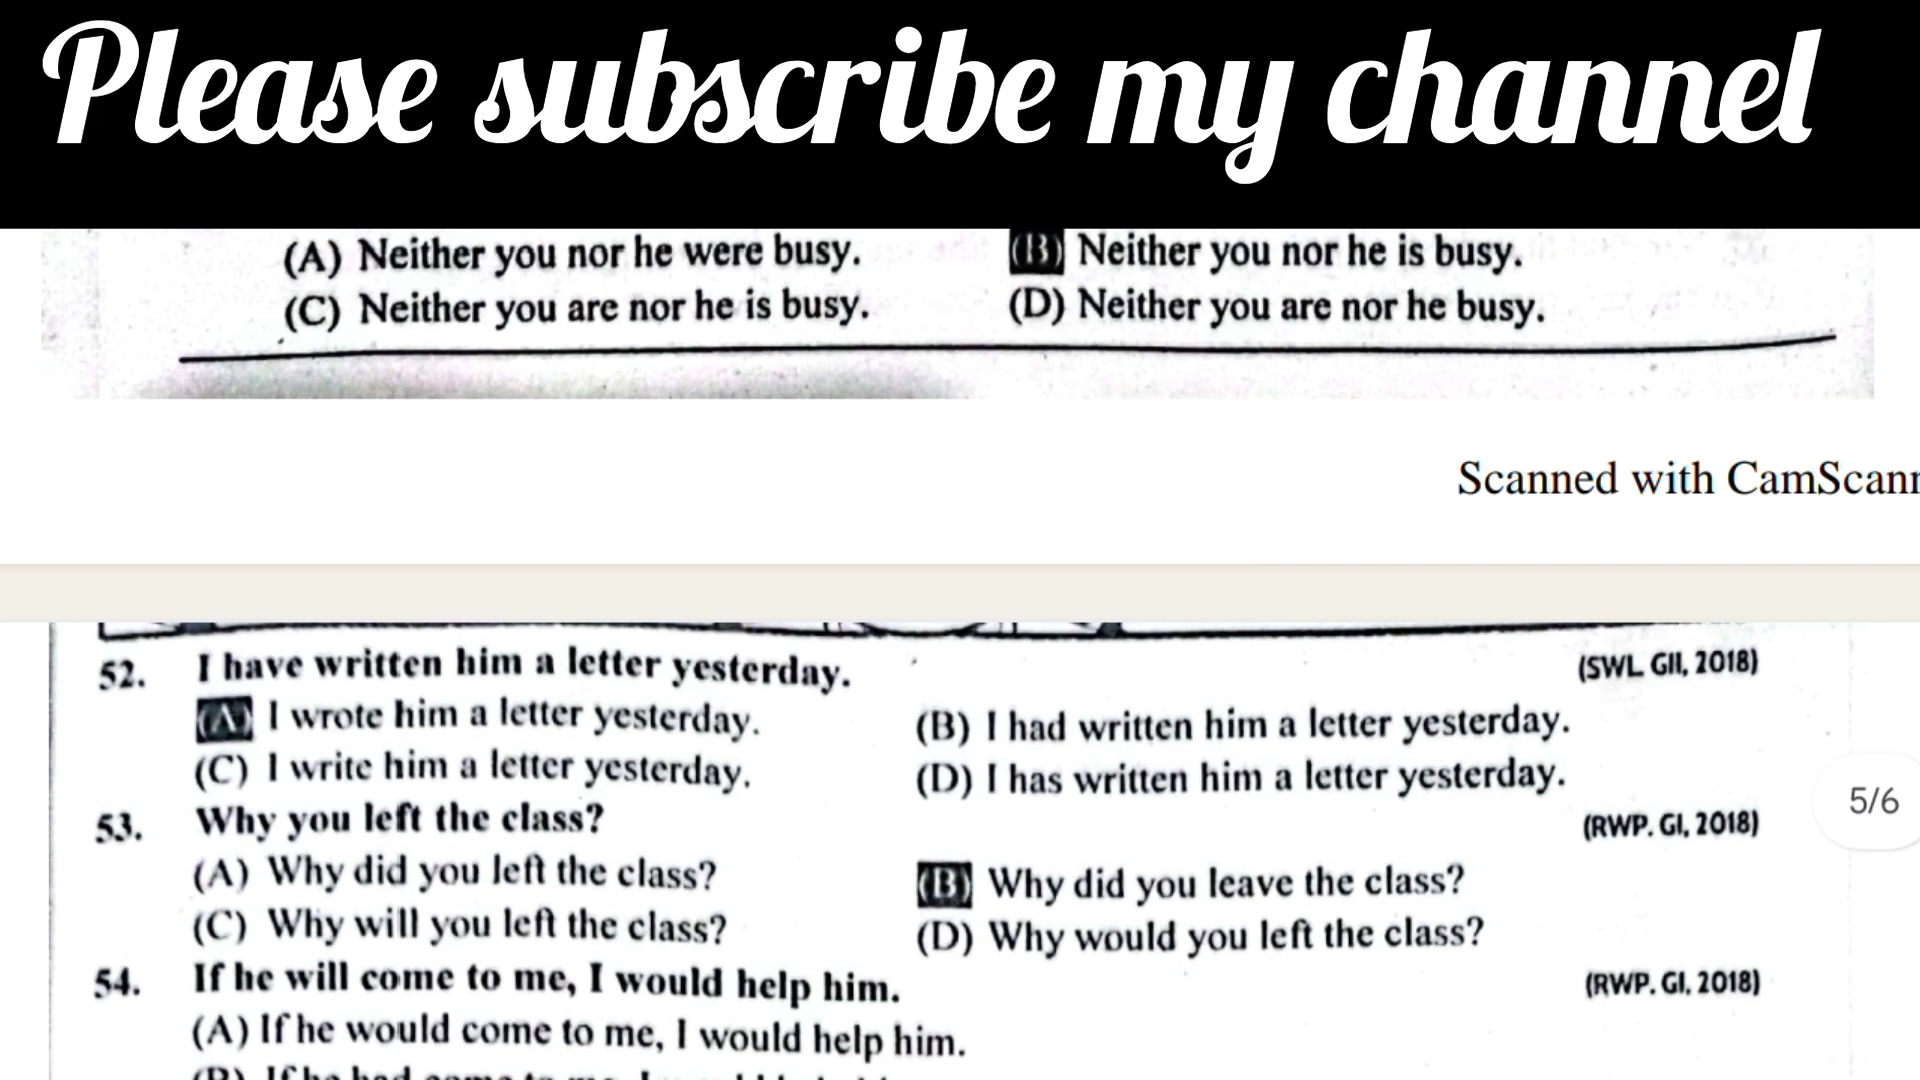 Please subscribe my channel
(A) Neither you nor he were busy. (B) Neither you nor he is busy.
(C) Neither you are nor he is busy. (D) Neither you are nor he busy.
Scanned with CamScann
52. I have written him a letter yesterday. (SWL GII, 2018)
(A) I wrote him a letter yesterday. (B) I had written him a letter yesterday.
(C) I write him a letter yesterday. (D) I has written him a letter yesterday.
5/6
53. Why you left the class? (RWP. GI, 2018)
(A) Why did you left the class? (B) Why did you leave the class?
(C) Why will you left the class? (D) Why would you left the class?
54. If he will come to me, I would help him. (RWP. GI, 2018)
(A) If he would come to me, I would help him.